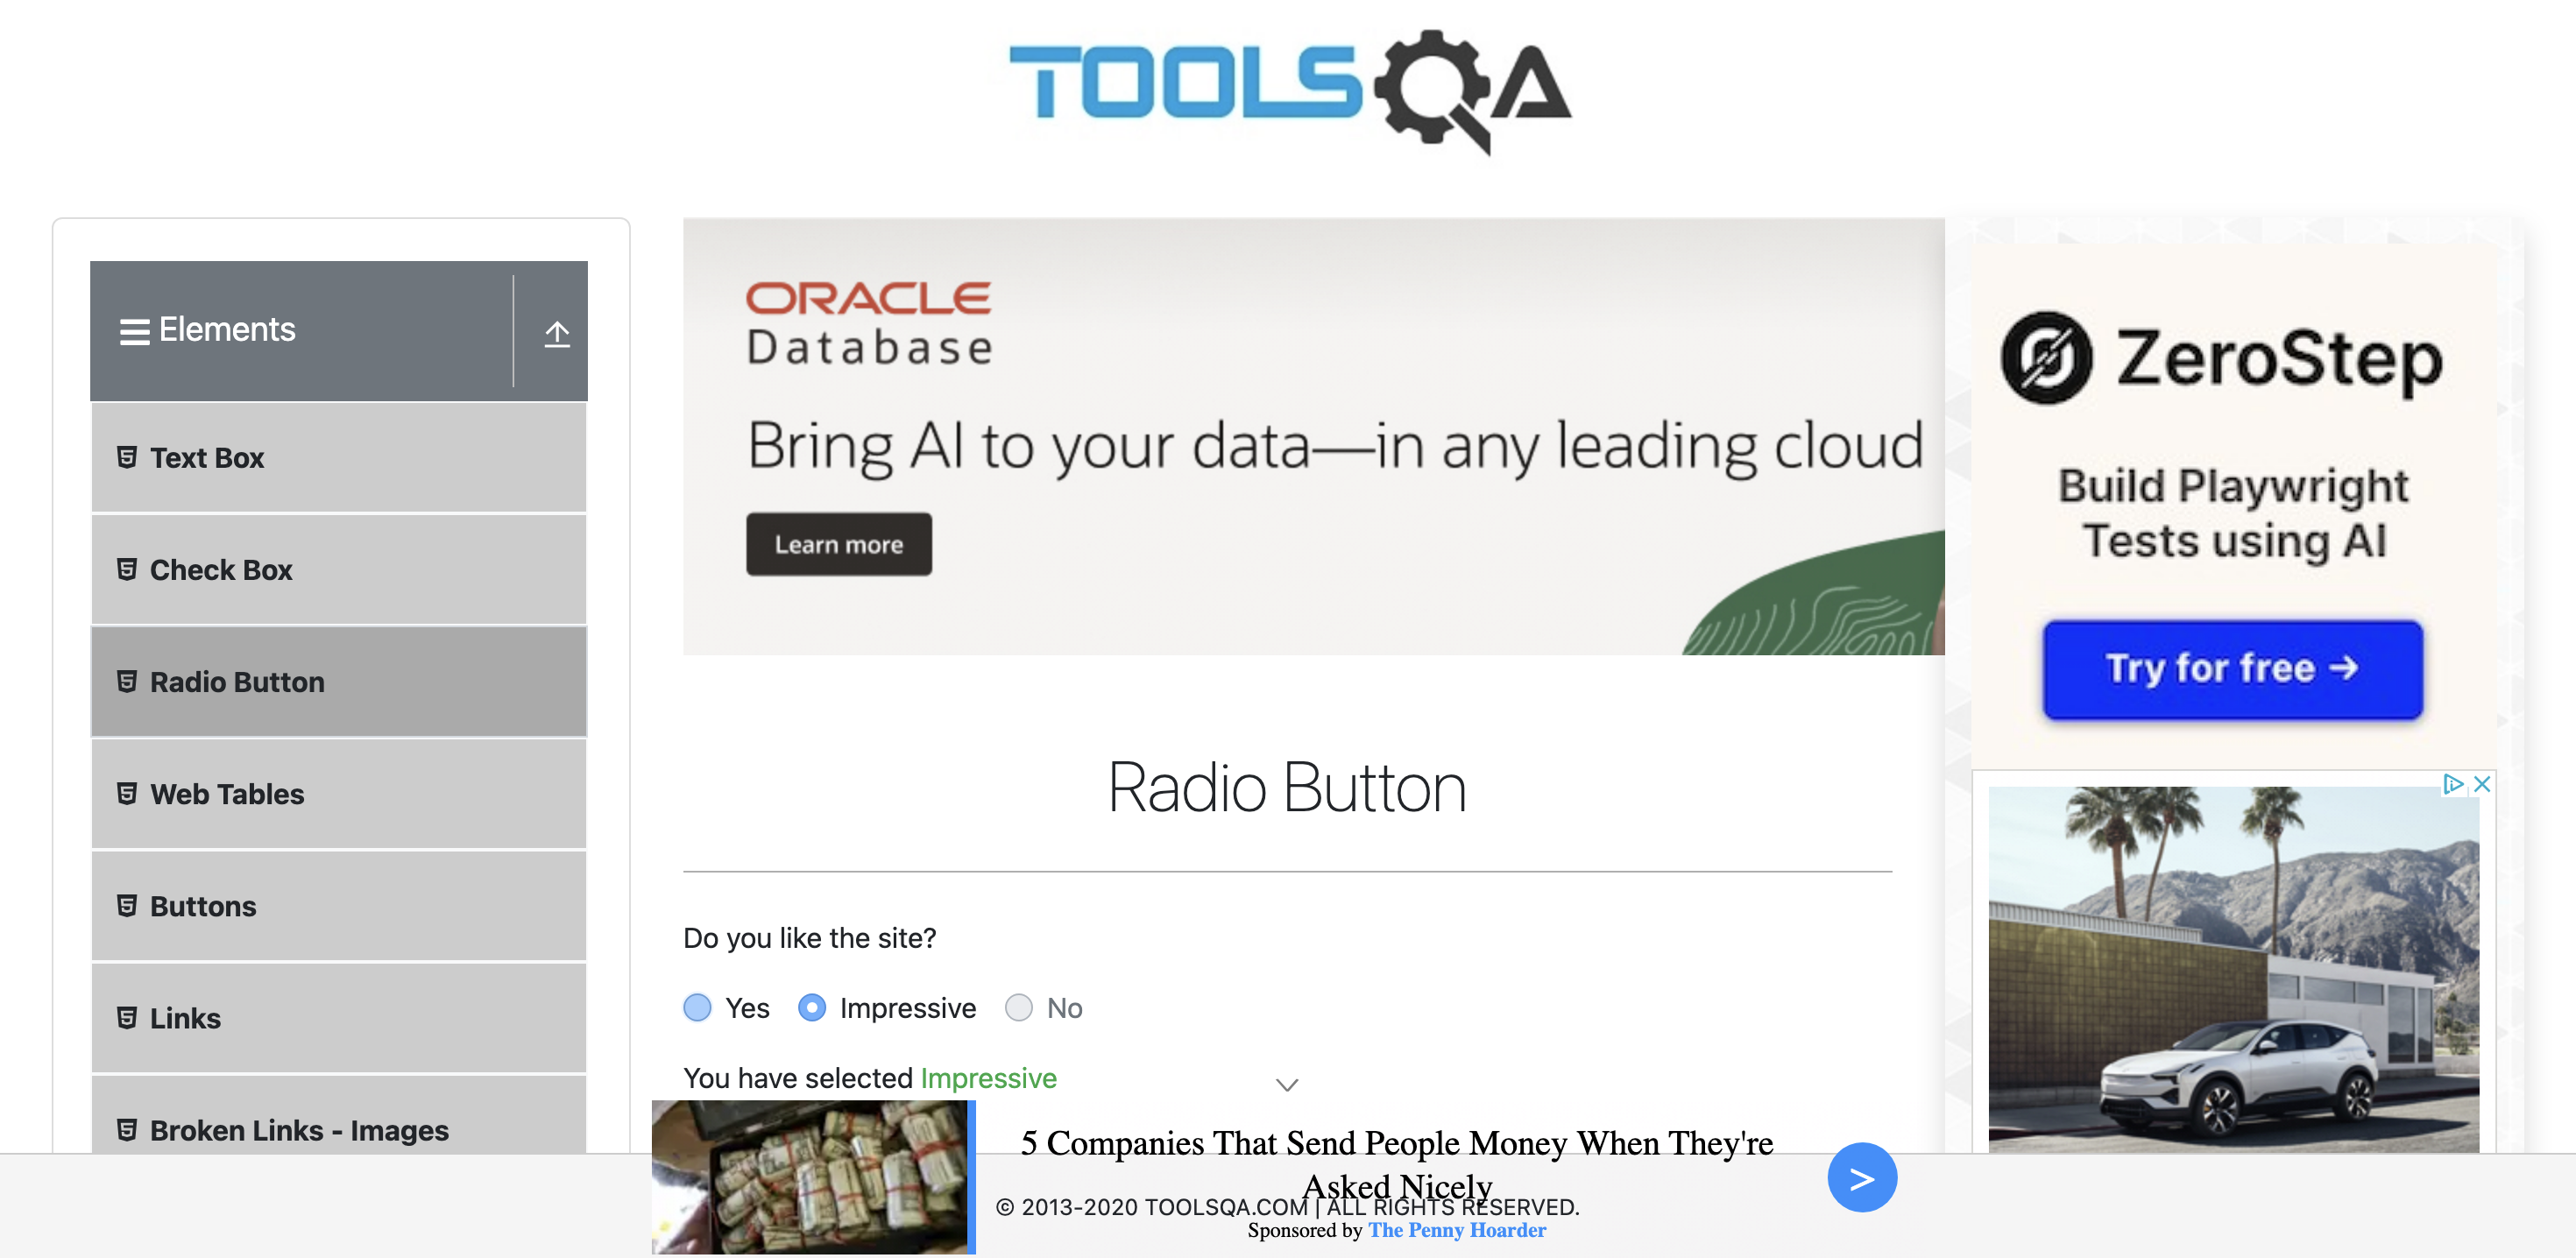 TOOLSQA
Elements
Text Box
Check Box
Radio Button
Web Tables
Buttons
Links
Broken Links - Images
ORACLE
Database
Bring AI to your data—in any leading cloud
Learn more
Radio Button
Do you like the site?
Yes Impressive No
You have selected Impressive
ZeroStep
Build Playwright
Tests using AI
Try for free →
5 Companies That Send People Money When They're
Asked Nicely
© 2013-2020 TOOLSQA.COM | ALL RIGHTS RESERVED.
Sponsored by The Penny Hoarder